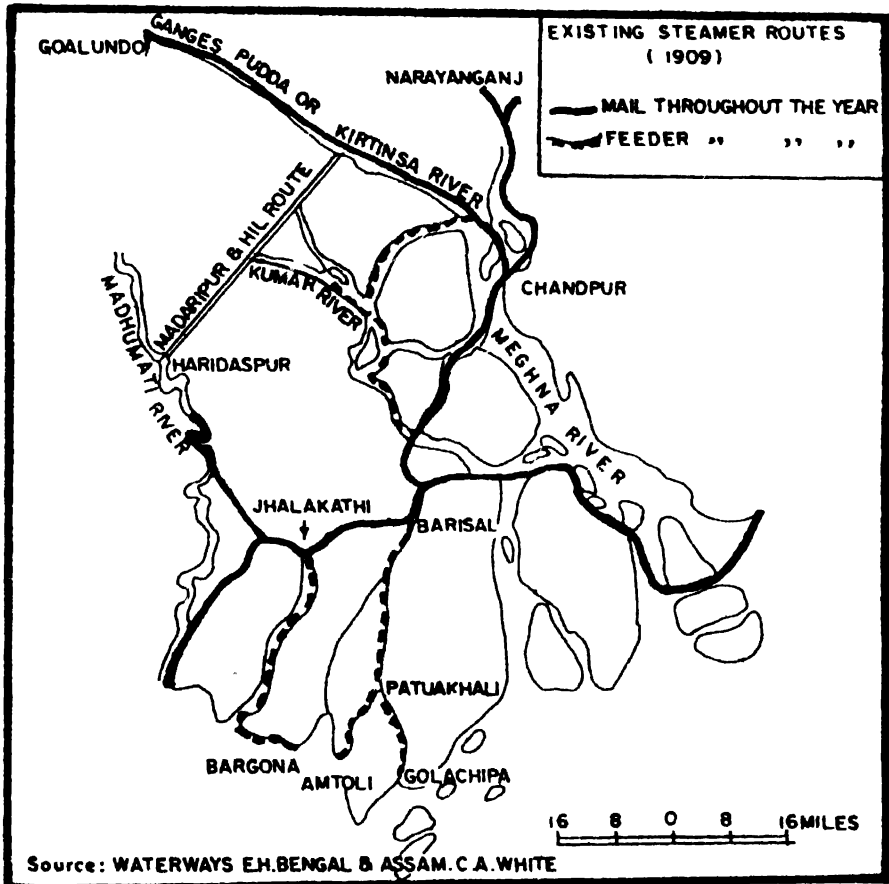 EXISTING STEAMER ROUTES
( 1909)
MAIL THROUGHOUT THE YEAR
FEEDER ,, ,, ,,
GOALUNDO
GANGES PUDDA OR KIRTINSA RIVER
NARAYANGANJ
MADARIPUR & HIL ROUTE
KUMAR RIVER
CHANDPUR
MADHUMATI RIVER
HARIDASPUR
MEGHNA RIVER
JHALAKATHI
BARISAL
PATUAKHALI
BARGONA
AMTOLI
GOLACHIPA
16 8 0 8 16 MILES
Source: WATERWAYS E.H.BENGAL & ASSAM.C.A.WHITE